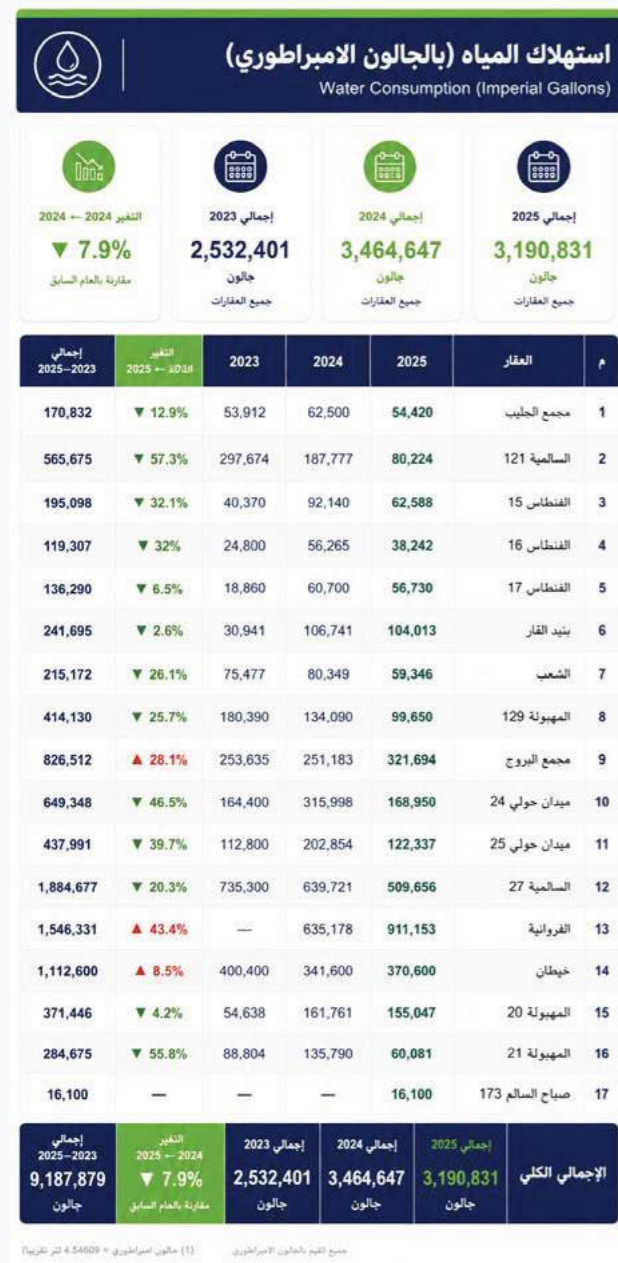 استهلاك المياه (بالجالون الامبراطوري)
Water Consumption (Imperial Gallons)
إجمالي 2025
3,190,831
جالون
جميع العقارات
إجمالي 2024
3,464,647
جالون
جميع العقارات
إجمالي 2023
2,532,401
جالون
جميع العقارات
التغير 2024 ← 2024
▼ 7.9%
مقارنة بالعام السابق
م العقار 2025 2024 2023 التغير ← 2025 إجمالي 2023–2025
1 مجمع الجليب 54,420 62,500 53,912 ▼ 12.9% 170,832
2 السالمية 121 80,224 187,777 297,674 ▼ 57.3% 565,675
3 الفنطاس 15 62,588 92,140 40,370 ▼ 32.1% 195,098
4 الفنطاس 16 38,242 56,265 24,800 ▼ 32% 119,307
5 الفنطاس 17 56,730 60,700 18,860 ▼ 6.5% 136,290
6 بنيد القار 104,013 106,741 30,941 ▼ 2.6% 241,695
7 الشعب 59,346 80,349 75,477 ▼ 26.1% 215,172
8 المهبولة 129 99,650 134,090 180,390 ▼ 25.7% 414,130
9 مجمع البروج 321,694 251,183 253,635 ▲ 28.1% 826,512
10 ميدان حولي 24 168,950 315,998 164,400 ▼ 46.5% 649,348
11 ميدان حولي 25 122,337 202,854 112,800 ▼ 39.7% 437,991
12 السالمية 27 509,656 639,721 735,300 ▼ 20.3% 1,884,677
13 الفروانية 911,153 635,178 — ▲ 43.4% 1,546,331
14 خيطان 370,600 341,600 400,400 ▲ 8.5% 1,112,600
15 المهبولة 20 155,047 161,761 54,638 ▼ 4.2% 371,446
16 المهبولة 21 60,081 135,790 88,804 ▼ 55.8% 284,675
17 صباح السالم 173 16,100 — — — 16,100
الإجمالي الكلي
إجمالي 2025
3,190,831
جالون
إجمالي 2024
3,464,647
جالون
إجمالي 2023
2,532,401
جالون
التغير
2024 ← 2025
▼ 7.9%
مقارنة بالعام السابق
إجمالي
2023–2025
9,187,879
جالون
جميع القيم بالجالون الامبراطوري
(1) جالون امبراطوري = 4.54609 لتر تقريبا)